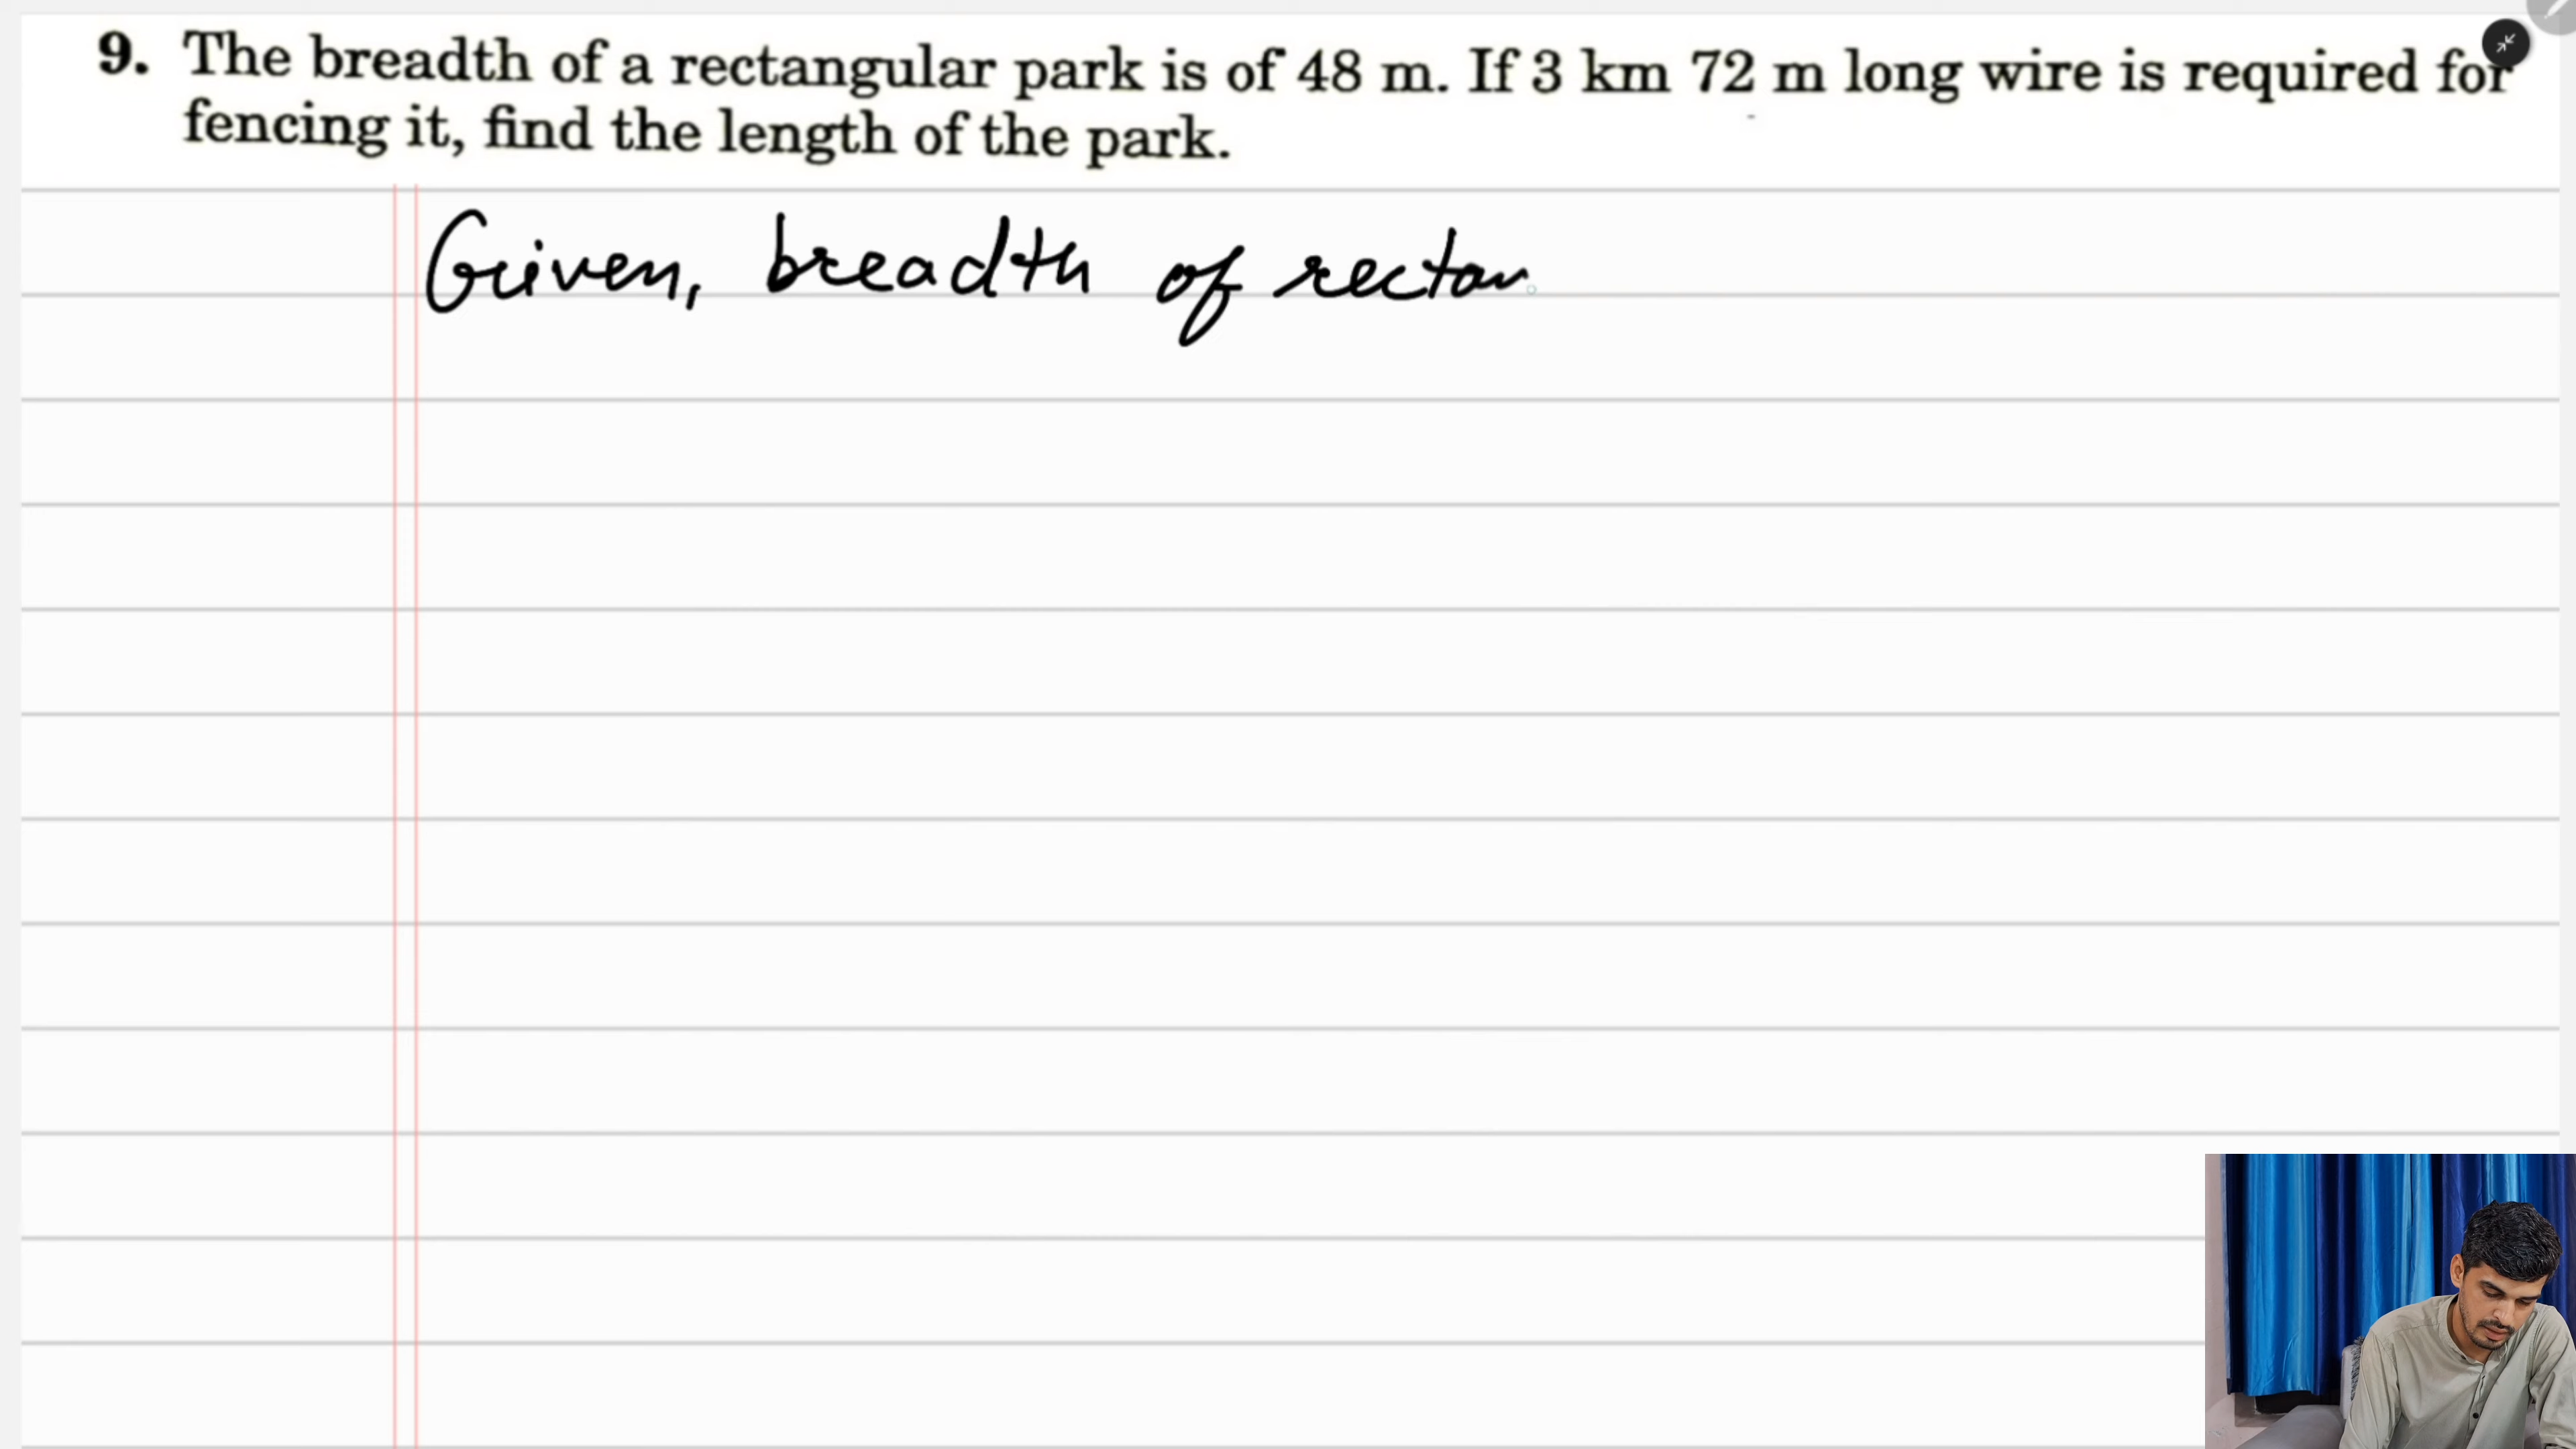 9. The breadth of a rectangular park is of 48 m. If 3 km 72 m long wire is required for
fencing it, find the length of the park.
Given, breadth of rectan